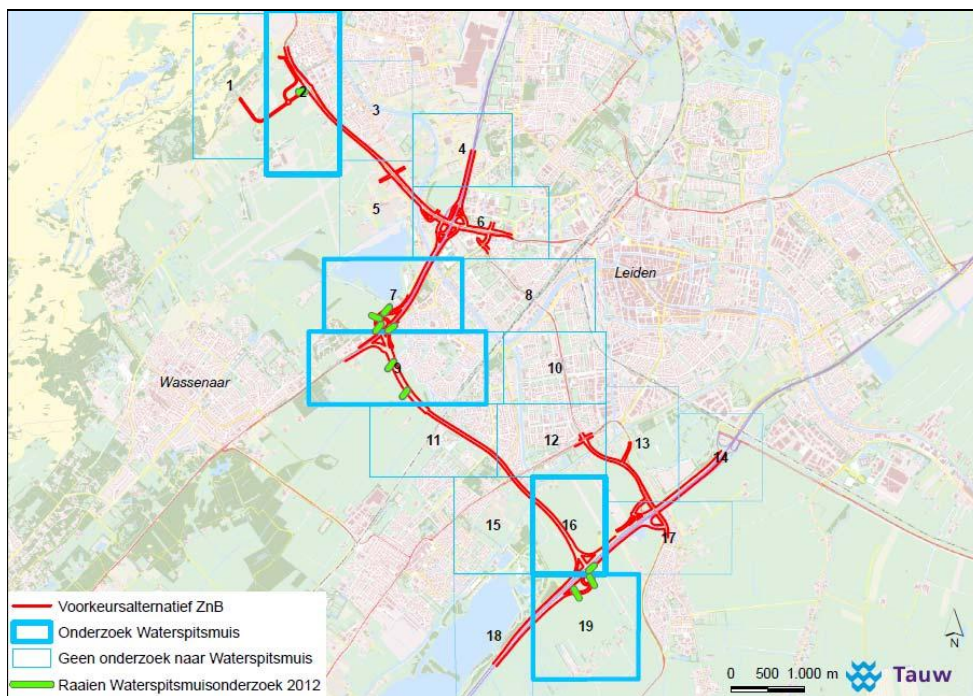 1
2
3
4
5
6
7
8
Leiden
9
Wassenaar
10
11
12
13
14
15
16
17
18
19
Voorkeursalternatief ZnB
Onderzoek Waterspitsmuis
Geen onderzoek naar Waterspitsmuis
Raaien Waterspitsmuisonderzoek 2012
0 500 1.000 m
N
Tauw